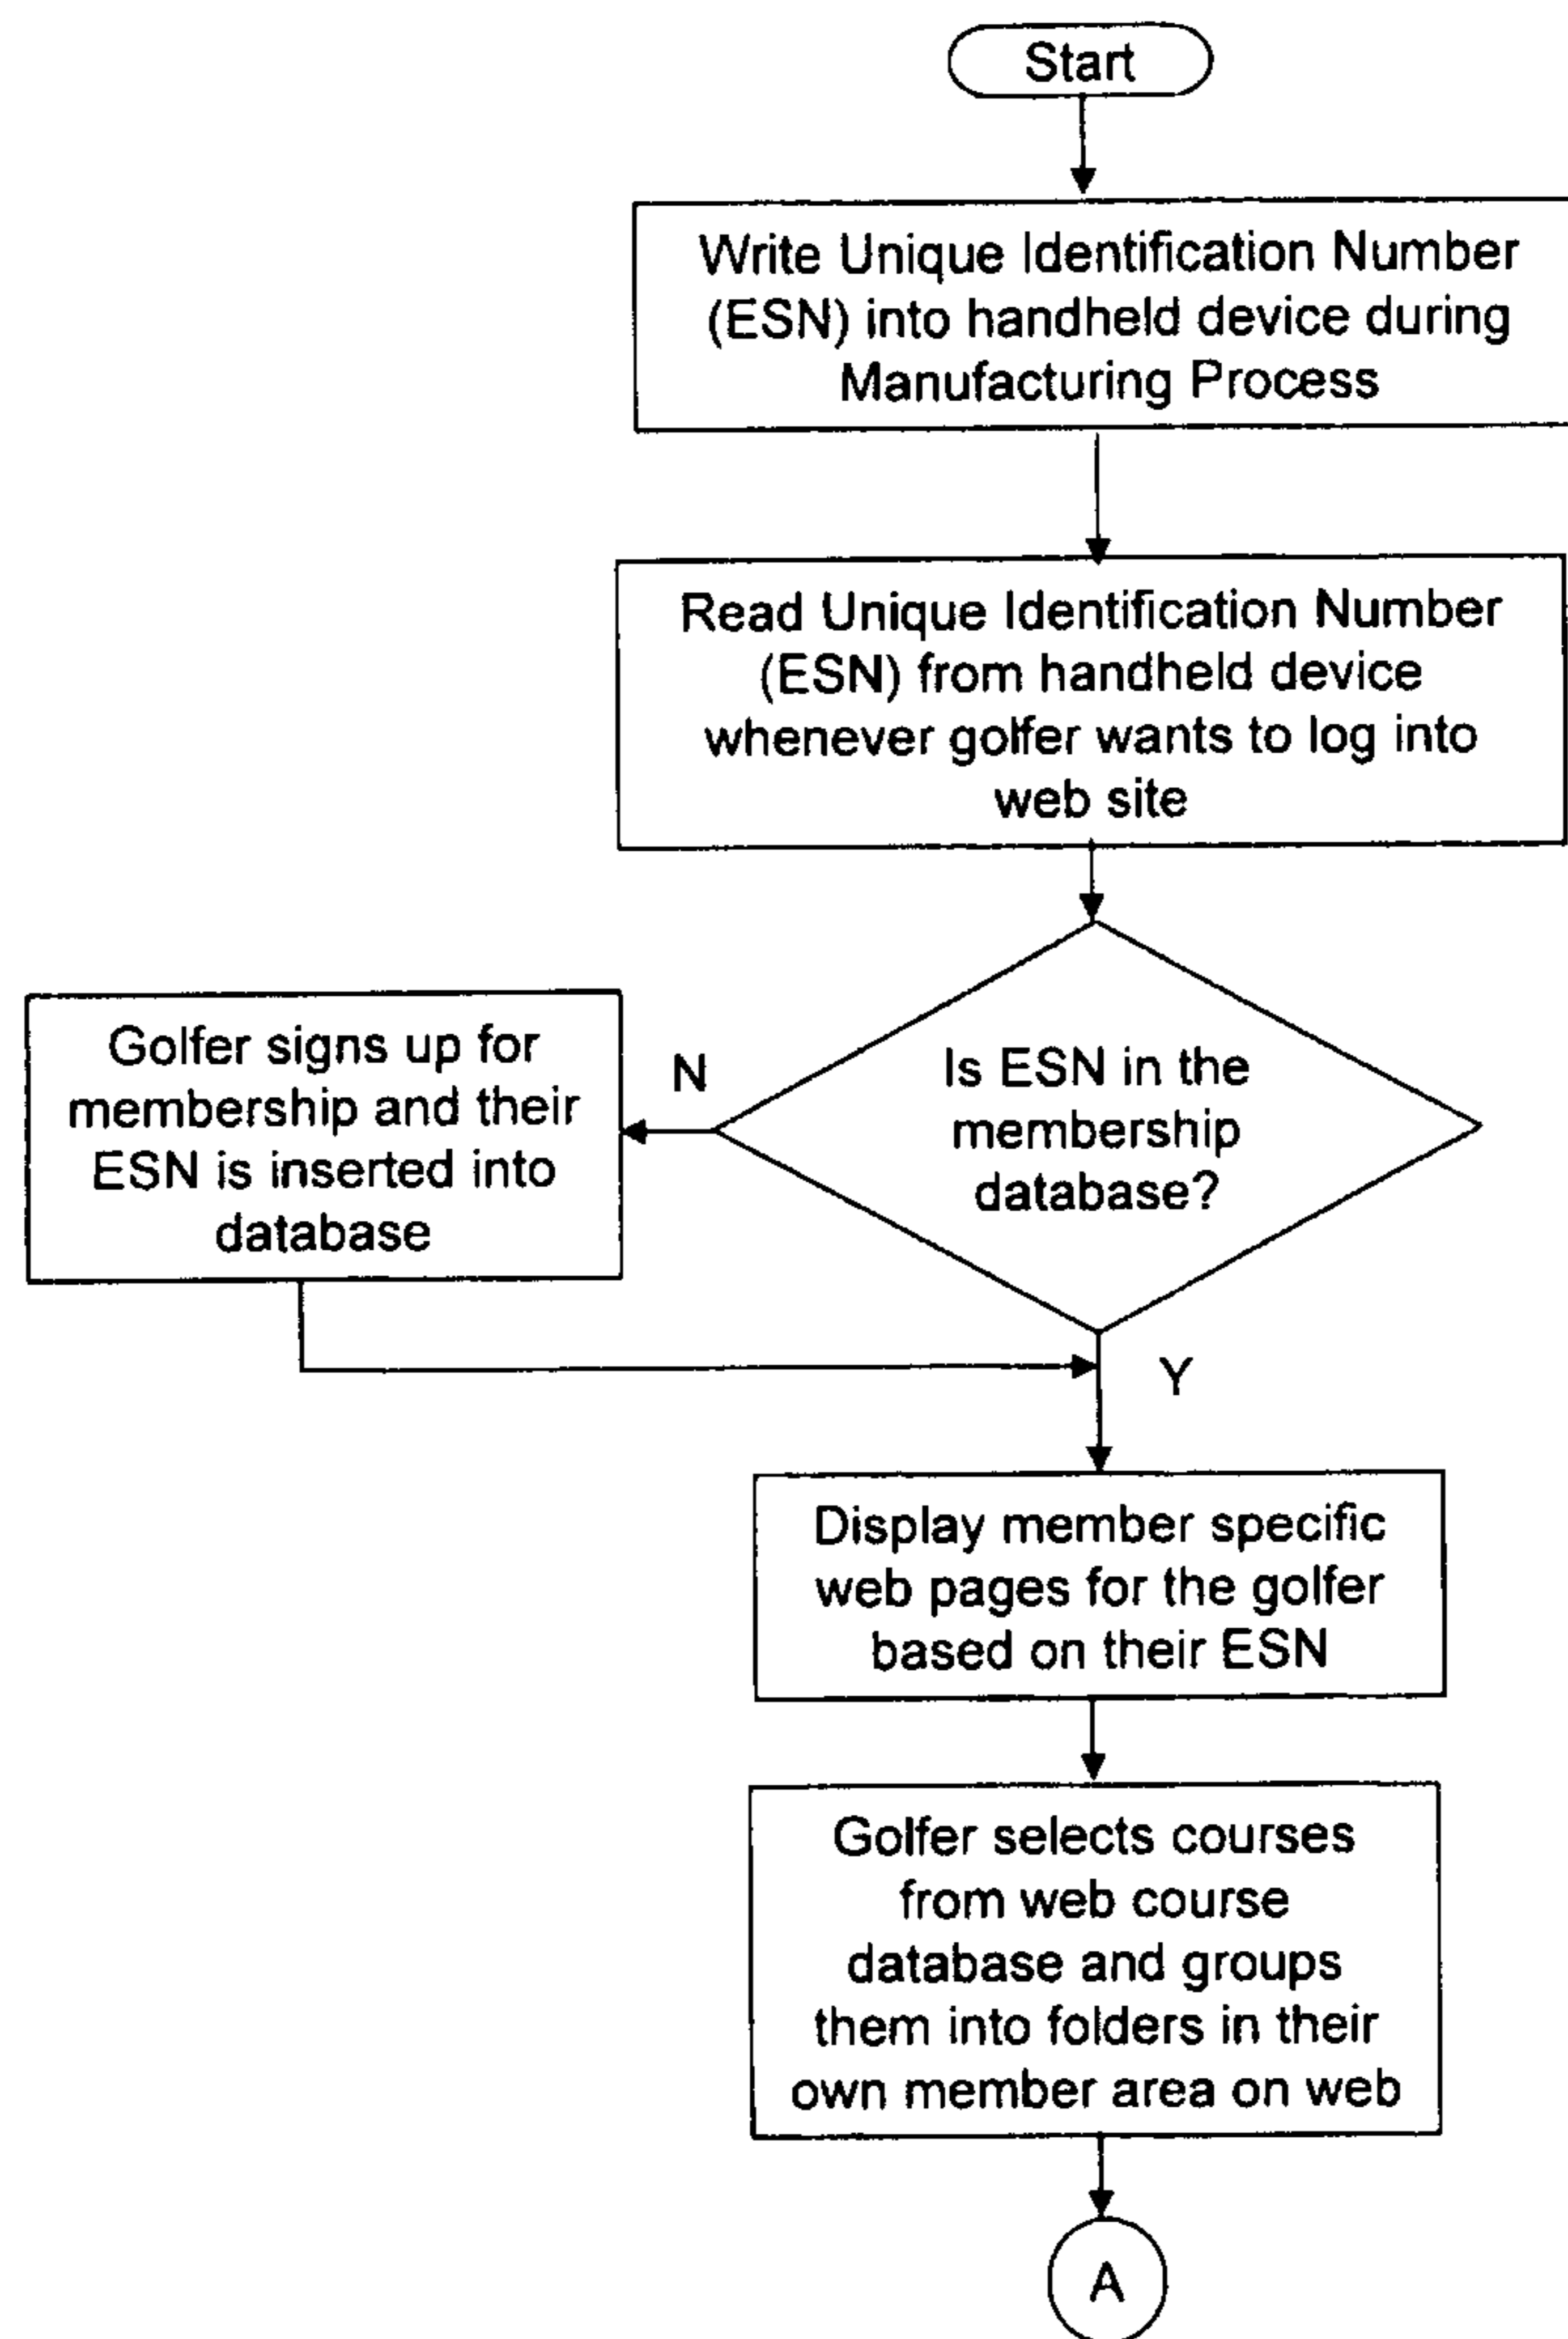 Start
Write Unique Identification Number
(ESN) into handheld device during
Manufacturing Process
Read Unique Identification Number
(ESN) from handheld device
whenever golfer wants to log into
web site
Is ESN in the
membership
database?
N
Golfer signs up for
membership and their
ESN is inserted into
database
Y
Display member specific
web pages for the golfer
based on their ESN
Golfer selects courses
from web course
database and groups
them into folders in their
own member area on web
A